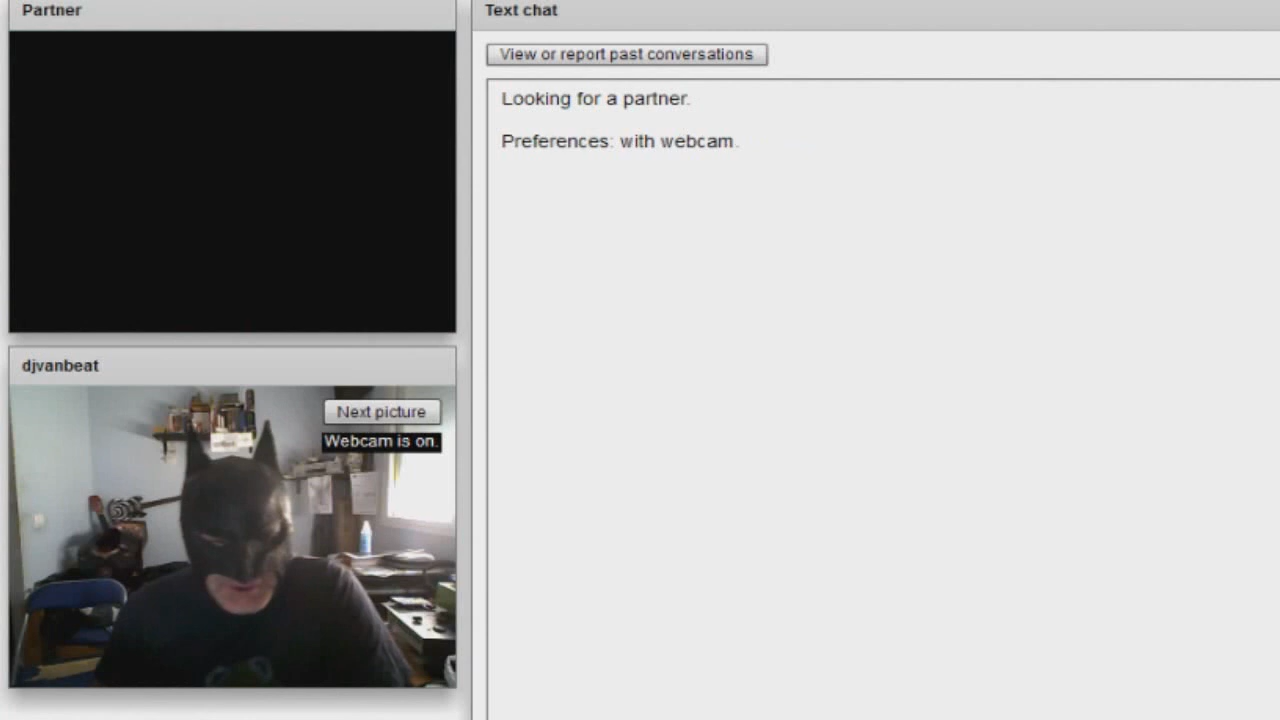 Partner
Text chat
View or report past conversations
Looking for a partner.
Preferences: with webcam.
djvanbeat
Next picture
Webcam is on.